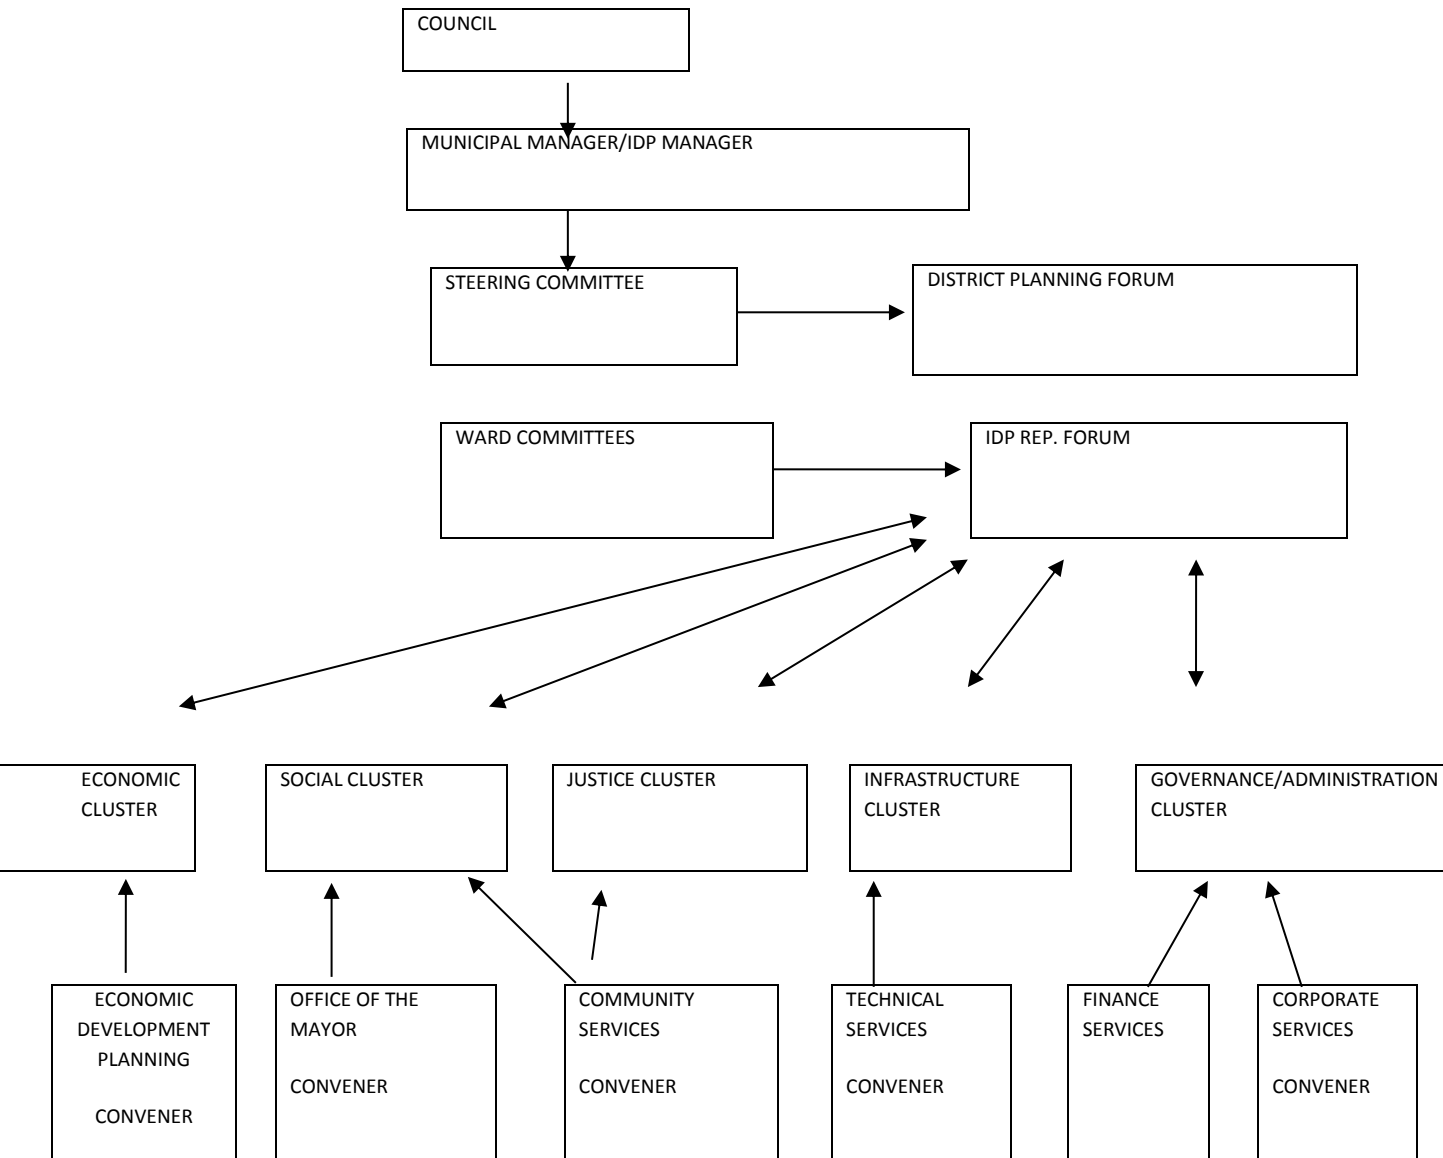 COUNCIL
MUNICIPAL MANAGER/IDP MANAGER
STEERING COMMITTEE
DISTRICT PLANNING FORUM
WARD COMMITTEES
IDP REP. FORUM
ECONOMIC
CLUSTER
SOCIAL CLUSTER
JUSTICE CLUSTER
INFRASTRUCTURE
CLUSTER
GOVERNANCE/ADMINISTRATION
CLUSTER
ECONOMIC
DEVELOPMENT
PLANNING
CONVENER
OFFICE OF THE
MAYOR
CONVENER
COMMUNITY
SERVICES
CONVENER
TECHNICAL
SERVICES
CONVENER
FINANCE
SERVICES
CORPORATE
SERVICES
CONVENER